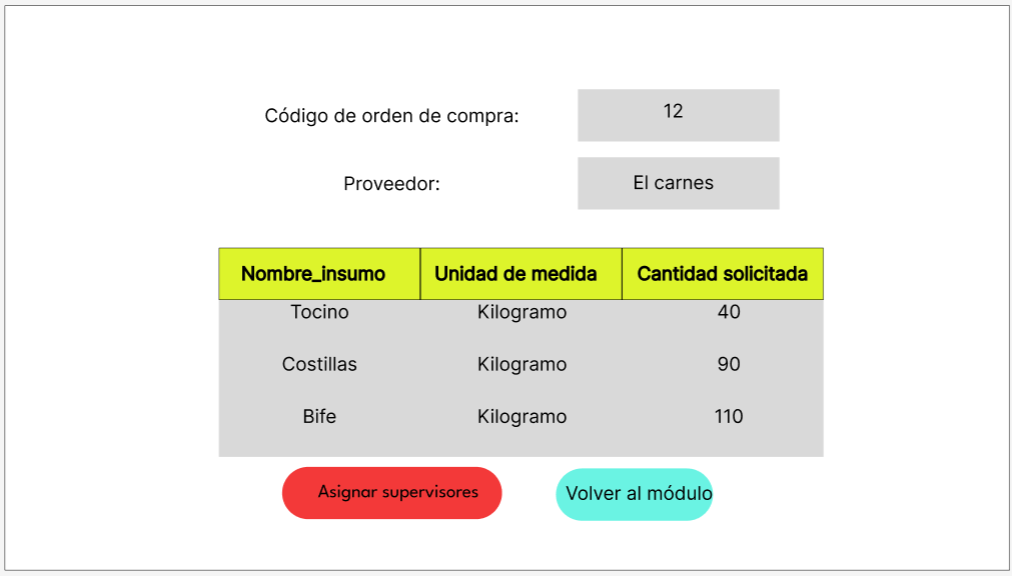 Código de orden de compra: 12
Proveedor: El carnes
Nombre_insumo Unidad de medida Cantidad solicitada
Tocino Kilogramo 40
Costillas Kilogramo 90
Bife Kilogramo 110
Asignar supervisores Volver al módulo